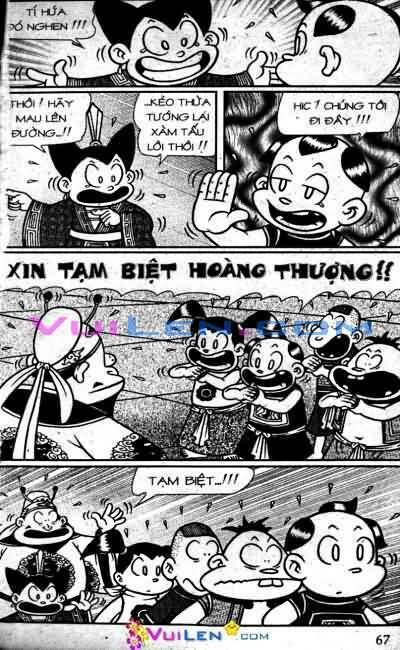 TÍ HỨA
ĐÓ NGHEN !!!
THÔI ! HÃY
MAU LÊN
ĐƯỜNG..!!
..KẺO THỪA
TƯỚNG LẠI
XÀM TẤU
LÔI THÔI !!
HIC ! CHÚNG TỚ
ĐI ĐÂY !!!
XIN TẠM BIỆT HOÀNG THƯỢNG!!
VUILEN.COM
TẠM BIỆT...!!!
67
VUILEN.COM